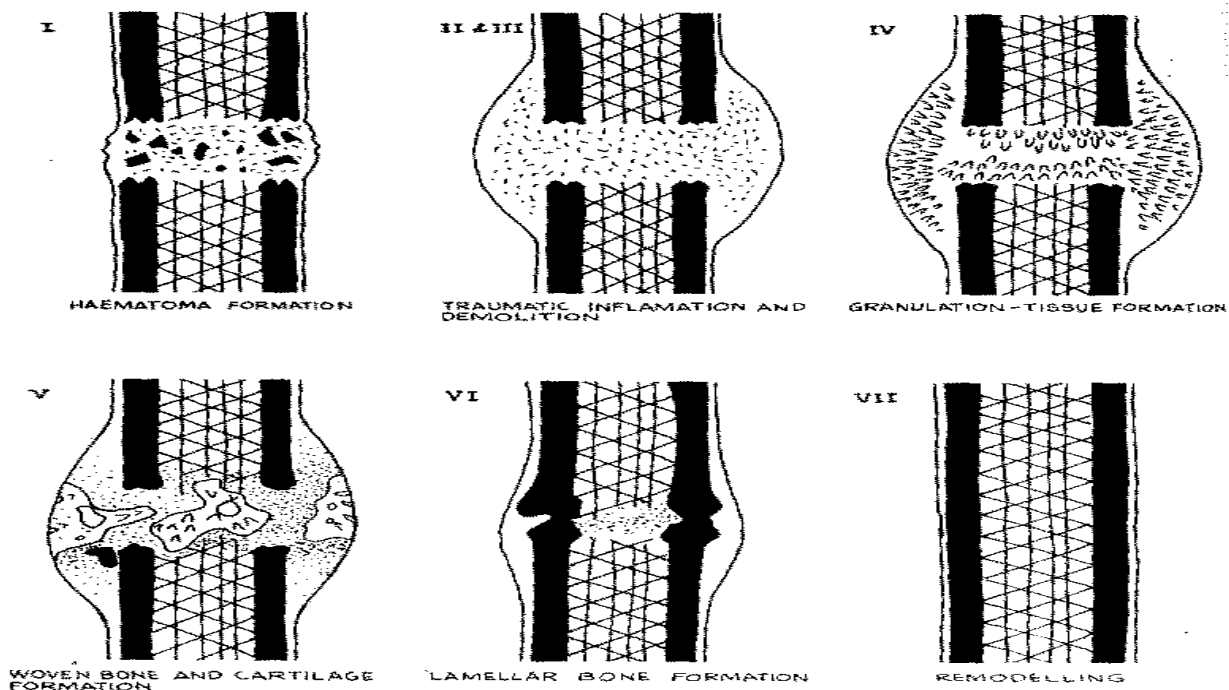 I
II & III
IV
HAEMATOMA FORMATION
TRAUMATIC INFLAMATION AND
DEMOLITION
GRANULATION-TISSUE FORMATION
V
VI
VII
WOVEN BONE AND CARTILAGE
FORMATION
LAMELLAR BONE FORMATION
REMODELLING